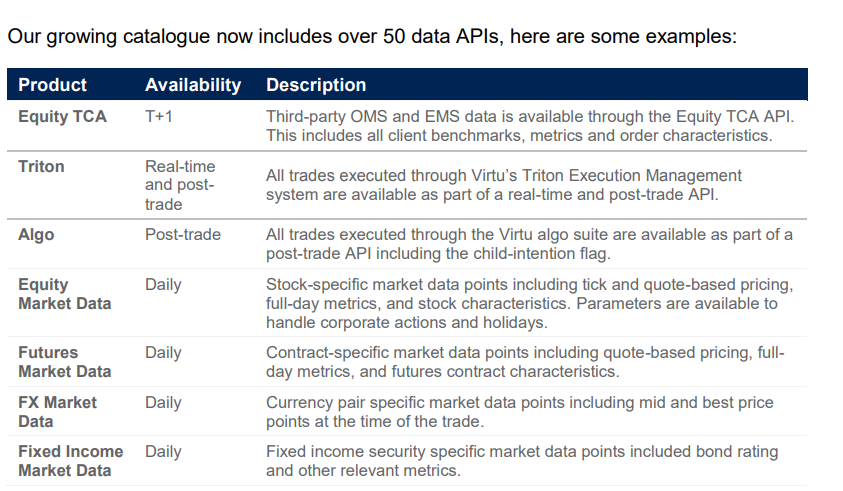 Our growing catalogue now includes over 50 data APIs, here are some examples:
Product Availability Description
Equity TCA T+1 Third-party OMS and EMS data is available through the Equity TCA API.
This includes all client benchmarks, metrics and order characteristics.
Triton Real-time
and post-
trade
All trades executed through Virtu's Triton Execution Management
system are available as part of a real-time and post-trade API.
Algo Post-trade All trades executed through the Virtu algo suite are available as part of a
post-trade API including the child-intention flag.
Equity
Market Data
Daily
Stock-specific market data points including tick and quote-based pricing,
full-day metrics, and stock characteristics. Parameters are available to
handle corporate actions and holidays.
Futures
Market Data
Daily
Contract-specific market data points including quote-based pricing, full-
day metrics, and futures contract characteristics.
FX Market
Data
Daily
Currency pair specific market data points including mid and best price
points at the time of the trade.
Fixed Income
Market Data
Daily
Fixed income security specific market data points included bond rating
and other relevant metrics.